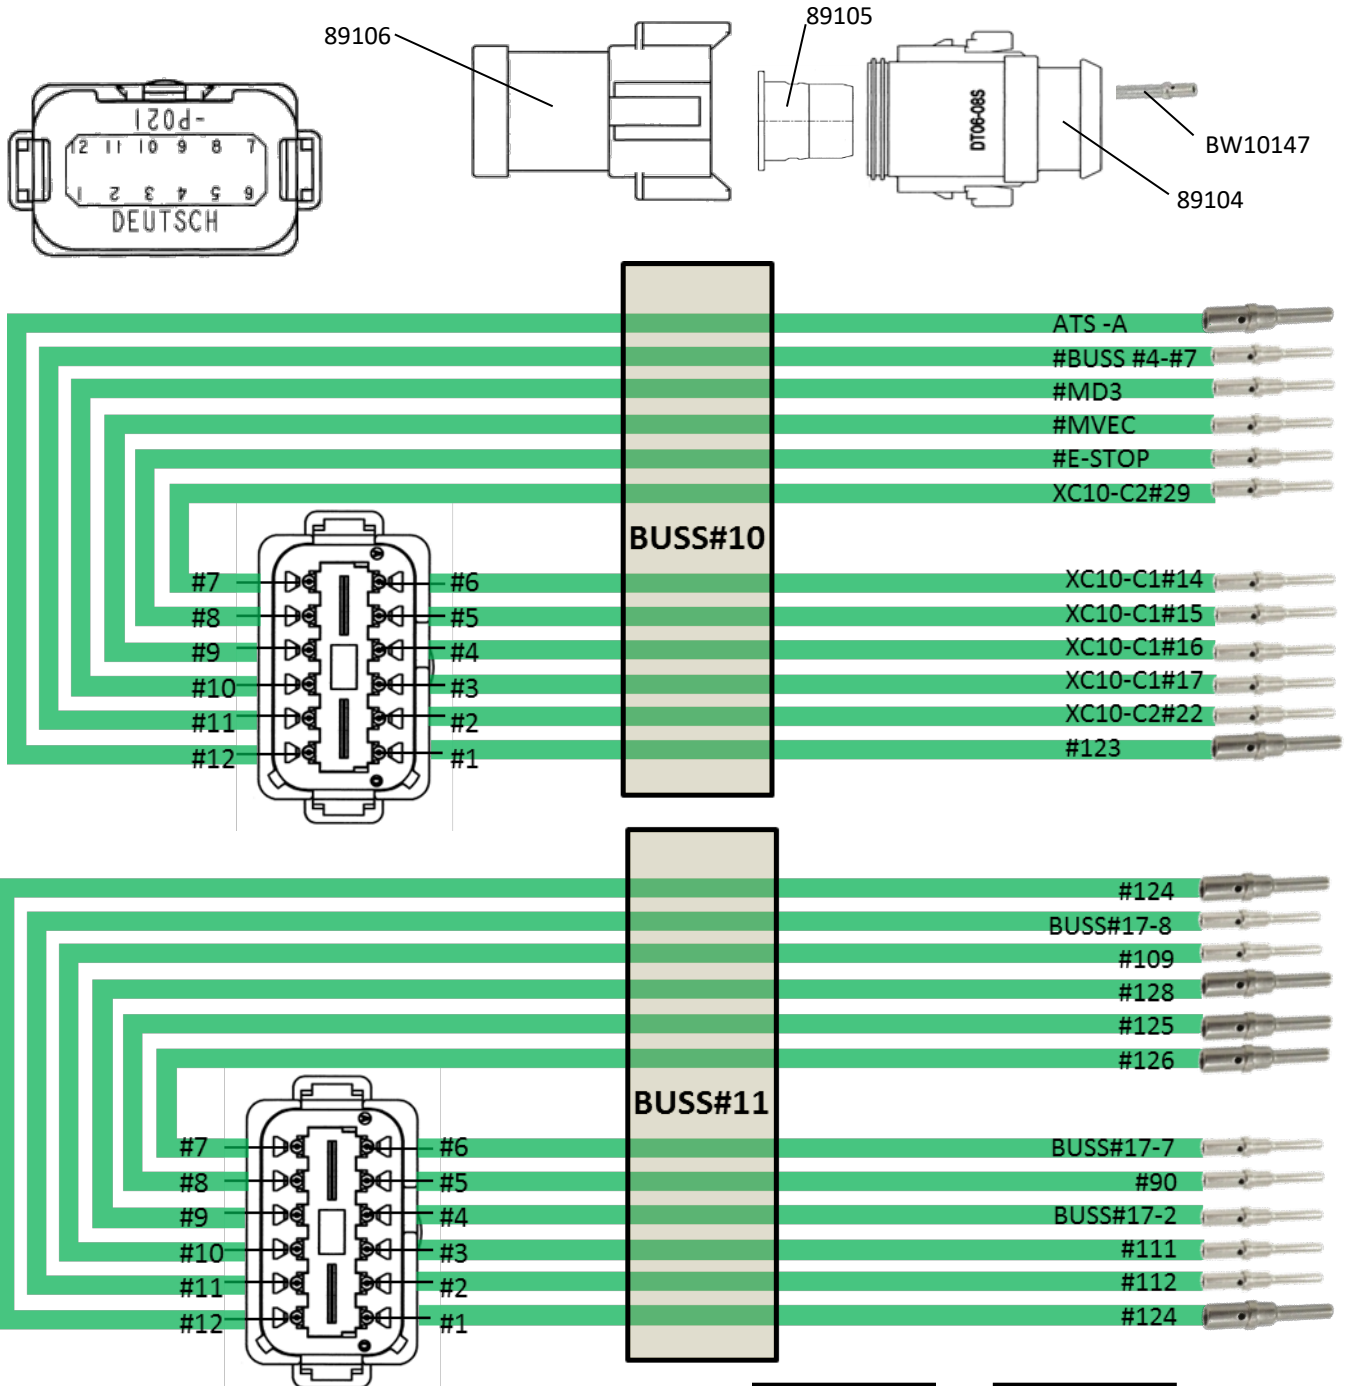 89106
89105
DT06-08S
BW10147
89104
-P021
12 11 10 9 8 7
1 2 3 4 5 6
DEUTSCH
ATS -A
#BUSS #4-#7
#MD3
#MVEC
#E-STOP
XC10-C2#29
BUSS#10
#7 #6 XC10-C1#14
#8 #5 XC10-C1#15
#9 #4 XC10-C1#16
#10 #3 XC10-C1#17
#11 #2 XC10-C2#22
#12 #1 #123
#124
BUSS#17-8
#109
#128
#125
#126
BUSS#11
#7 #6 BUSS#17-7
#8 #5 #90
#9 #4 BUSS#17-2
#10 #3 #111
#11 #2 #112
#12 #1 #124